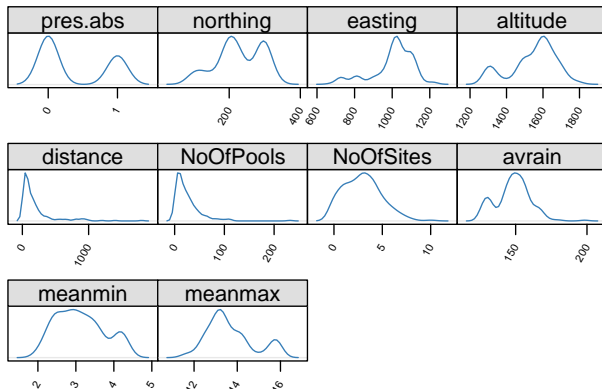 pres.abs northing easting altitude
0 1 200 400 600 800 1000 1200 1200 1400 1600 1800
distance NoOfPools NoOfSites avrain
0 1000 0 100 200 0 5 10 150 200
meanmin meanmax
2 3 4 5 12 14 16